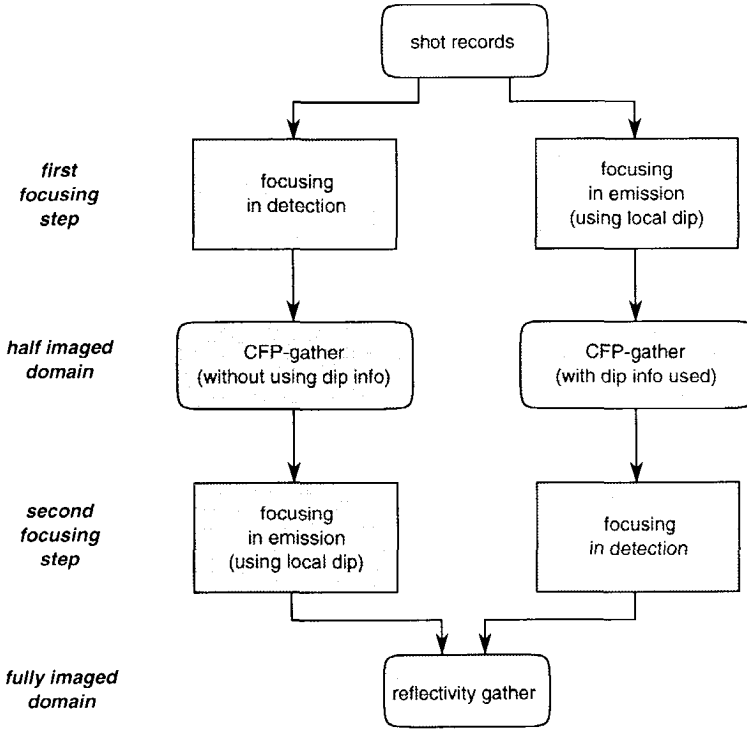 shot records
first
focusing
step
focusing
in detection
focusing
in emission
(using local dip)
half imaged
domain
CFP-gather
(without using dip info)
CFP-gather
(with dip info used)
second
focusing
step
focusing
in emission
(using local dip)
focusing
in detection
fully imaged
domain
reflectivity gather